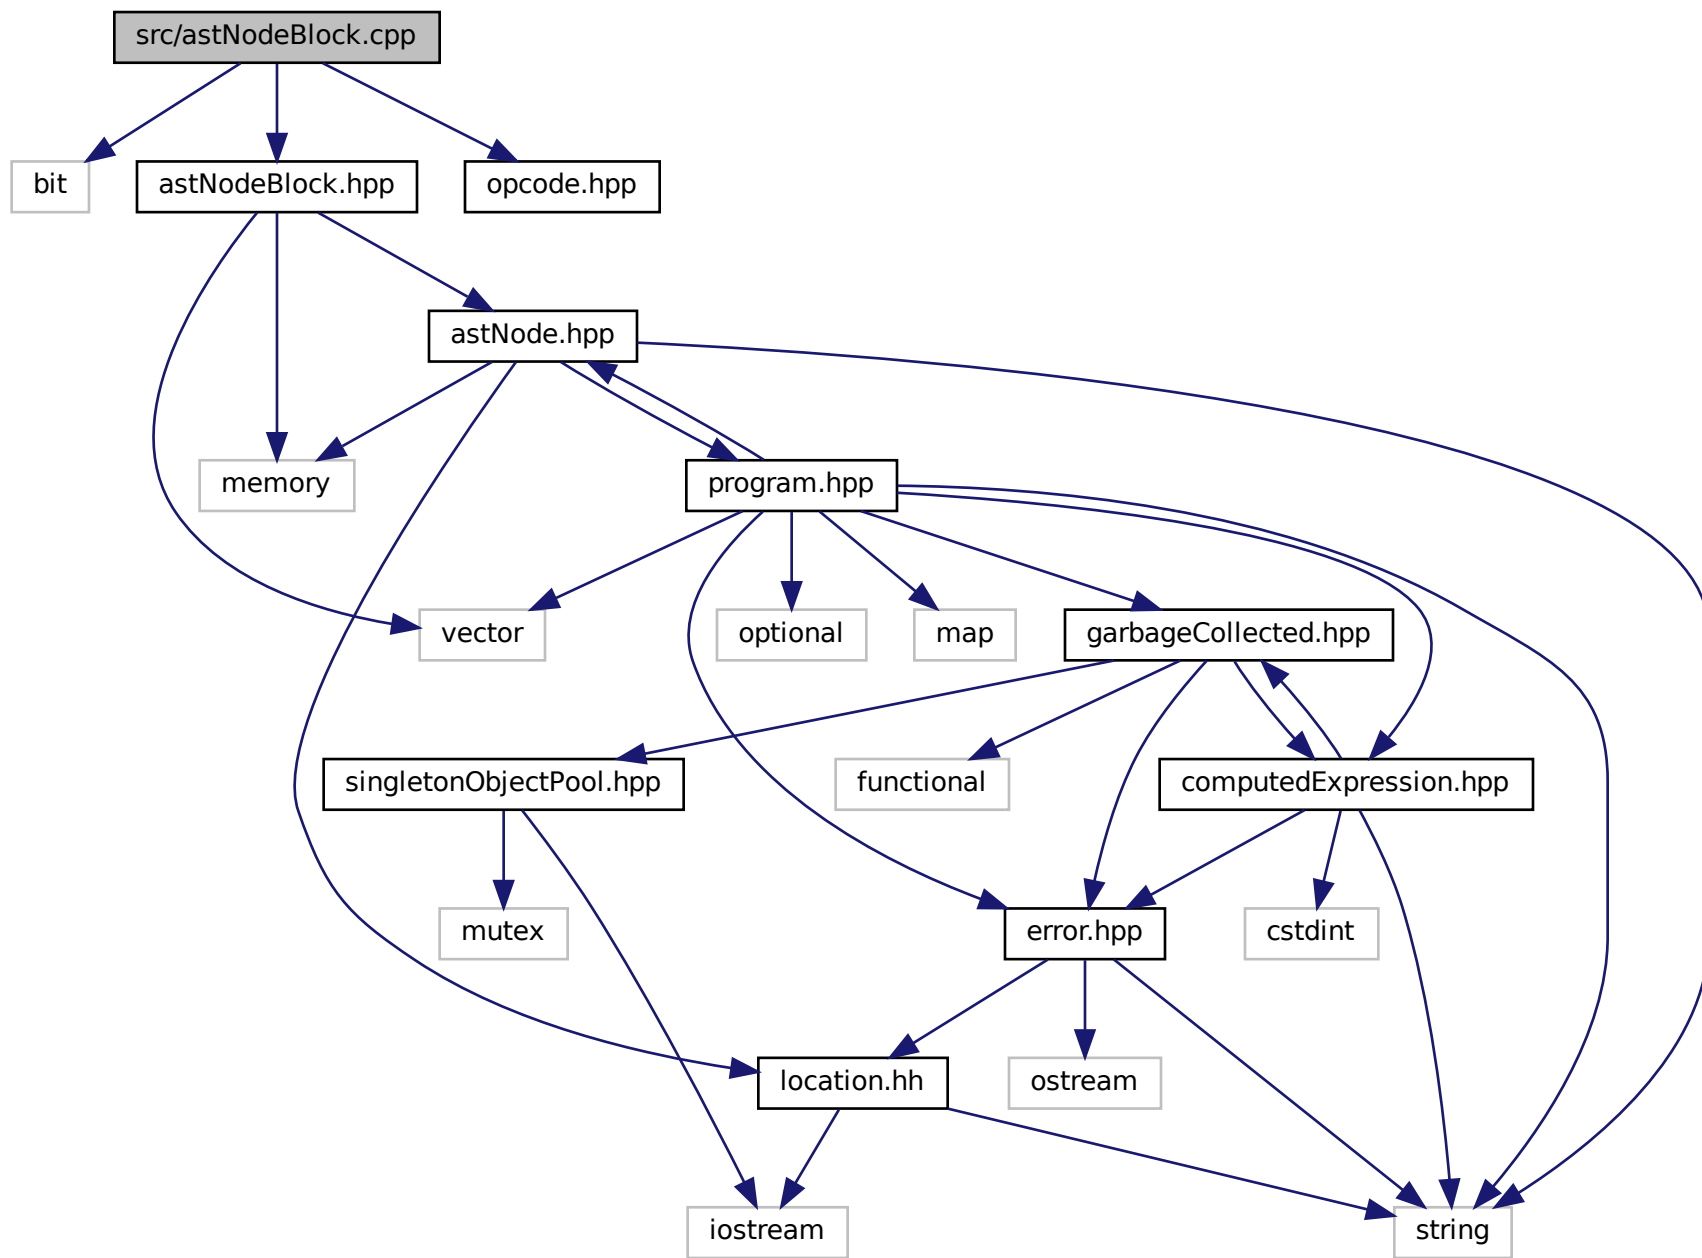 src/astNodeBlock.cpp
bit
astNodeBlock.hpp
opcode.hpp
astNode.hpp
memory
program.hpp
vector
optional
map
garbageCollected.hpp
singletonObjectPool.hpp
functional
computedExpression.hpp
mutex
error.hpp
cstdint
location.hh
ostream
iostream
string